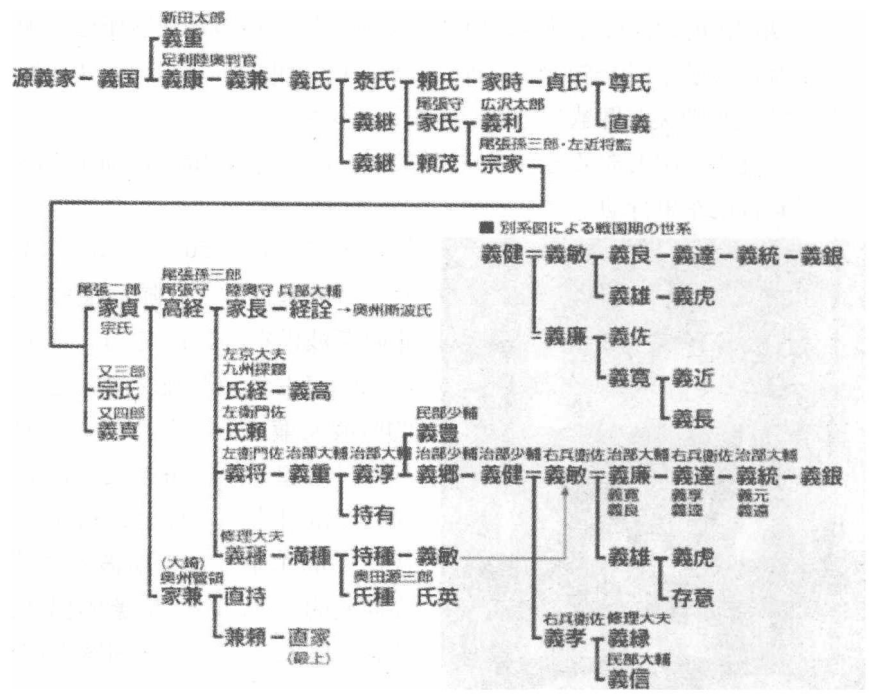 新田太郎
義重
足利陸奥判官
源義家－義国 義康－義兼－義氏 泰氏 頼氏－家時－貞氏 尊氏
尾張守 広沢太郎
義継 家氏 義利 直義
尾張孫三郎・左近将監
義継 頼茂 宗家
■ 別系図による戦国期の世系
義健＝義敏 義良－義達－義統－義銀
義雄－義虎
＝義廉 義佐
義寛 義近
義長
尾張孫三郎
尾張二郎 尾張守 陸奥守 兵部大輔
家貞 高経 家長－経詮 →奥州斯波氏
宗氏
左京大夫
又三郎 九州探題
宗氏 氏経－義高
又四郎 左衛門佐 民部少輔
義真 氏頼 義豊
左衛門佐 治部大輔 治部大輔 治部少輔 治部少輔 右兵衛佐 治部大輔 右兵衛佐 治部大輔
義将－義重 義淳 義郷－義健＝義敏＝義廉－義達－義統－義銀
義寛 義享 義元
義良 義逵 義遠
持有
修理大夫
義種－満種 持種－義敏 義雄 義虎
(大崎)
奥州管領 奥田源三郎
家兼 直持 氏種 氏英 存意
右兵衛佐 修理大夫
兼頼－直家 義孝 義縁
(最上) 民部大輔
義信